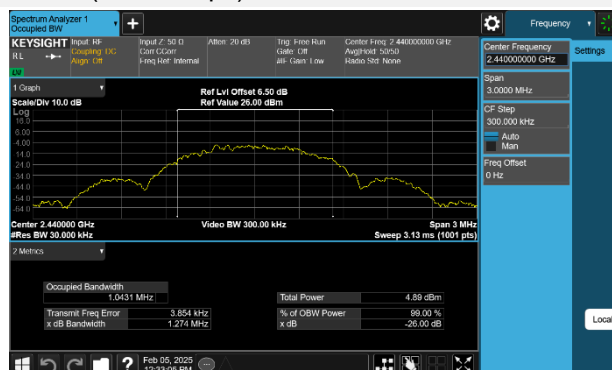 Spectrum Analyzer 1
Occupied BW
Frequency
KEYSIGHT
Input: RF
Coupling: DC
Align: Off
Input Z: 50 Ω
Corr CCorr
Freq Ref: Internal
Atten: 20 dB
Trig: Free Run
Gate: Off
#IF Gain: Low
Center Freq: 2.440000000 GHz
Avg|Hold: 50/50
Radio Std: None
R L
Center Frequency
2.440000000 GHz
Settings
Span
3.0000 MHz
CF Step
300.000 kHz
Auto
Man
Freq Offset
0 Hz
Local
1 Graph
Scale/Div 10.0 dB
Ref Lvl Offset 6.50 dB
Ref Value 26.00 dBm
Log
16.0
6.00
-4.00
-14.0
-24.0
-34.0
-44.0
-54.0
-64.0
Center 2.440000 GHz
#Res BW 30.000 kHz
Video BW 300.00 kHz
Span 3 MHz
Sweep 3.13 ms (1001 pts)
2 Metrics
Occupied Bandwidth
1.0431 MHz
Total Power 4.89 dBm
Transmit Freq Error 3.854 kHz
% of OBW Power 99.00 %
x dB Bandwidth 1.274 MHz
x dB -26.00 dB
Feb 05, 2025